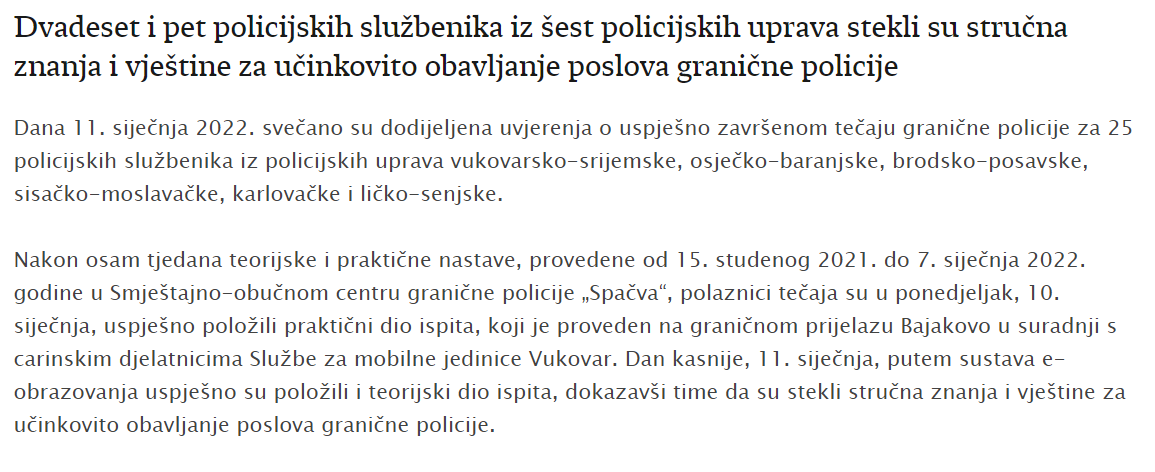 Dvadeset i pet policijskih službenika iz šest policijskih uprava stekli su stručna
znanja i vještine za učinkovito obavljanje poslova granične policije
Dana 11. siječnja 2022. svečano su dodijeljena uvjerenja o uspješno završenom tečaju granične policije za 25
policijskih službenika iz policijskih uprava vukovarsko-srijemske, osječko-baranjske, brodsko-posavske,
sisačko-moslavačke, karlovačke i ličko-senjske.
Nakon osam tjedana teorijske i praktične nastave, provedene od 15. studenog 2021. do 7. siječnja 2022.
godine u Smještajno-obučnom centru granične policije „Spačva“, polaznici tečaja su u ponedjeljak, 10.
siječnja, uspješno položili praktični dio ispita, koji je proveden na graničnom prijelazu Bajakovo u suradnji s
carinskim djelatnicima Službe za mobilne jedinice Vukovar. Dan kasnije, 11. siječnja, putem sustava e-
obrazovanja uspješno su položili i teorijski dio ispita, dokazavši time da su stekli stručna znanja i vještine za
učinkovito obavljanje poslova granične policije.